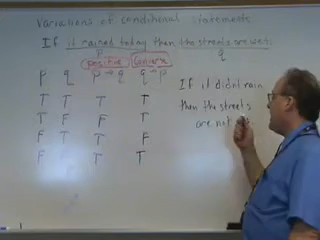 Variations of conditional statements
If it rained today then the streets are wet.
p q
positive converse
p q p → q q → p
T T T T
T F F T
F T T F
F F T T
If it didn't rain
then the streets
are not